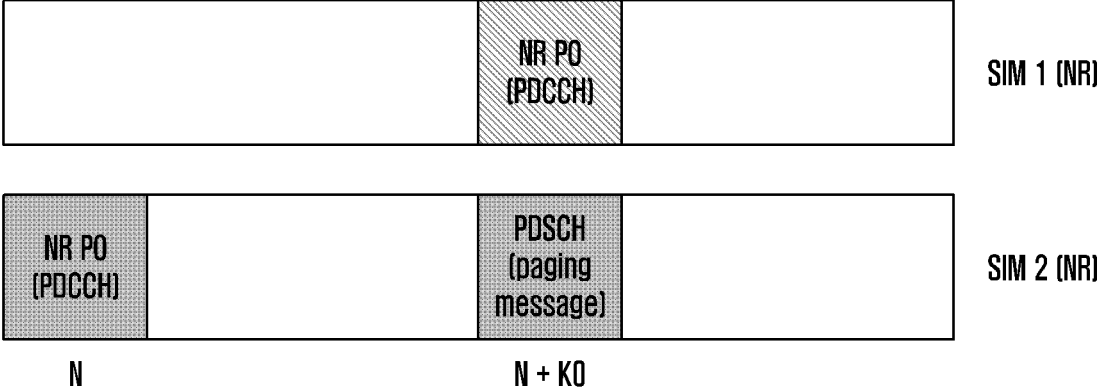 NR PO
(PDCCH)
SIM 1 (NR)
NR PO
(PDCCH)
PDSCH
(paging
message)
SIM 2 (NR)
N
N + K0